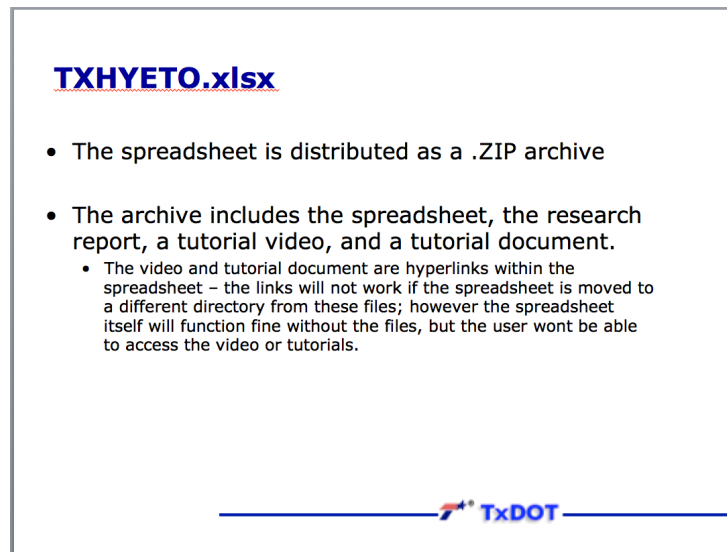 TXHYETO.xlsx
• The spreadsheet is distributed as a .ZIP archive
• The archive includes the spreadsheet, the research
report, a tutorial video, and a tutorial document.
• The video and tutorial document are hyperlinks within the
spreadsheet – the links will not work if the spreadsheet is moved to
a different directory from these files; however the spreadsheet
itself will function fine without the files, but the user wont be able
to access the video or tutorials.
TxDOT